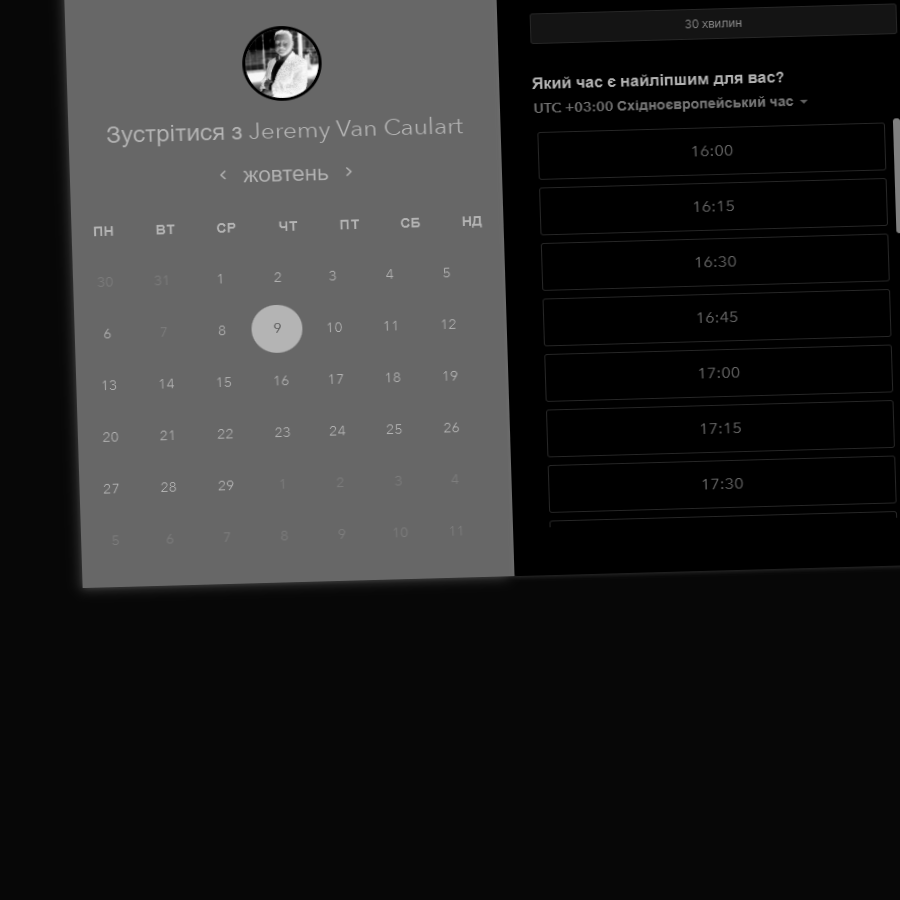 Зустрітися з Jeremy Van Caulart
‹ жовтень ›
ПН ВТ СР ЧТ ПТ СБ НД
30 31 1 2 3 4 5
6 7 8 9 10 11 12
13 14 15 16 17 18 19
20 21 22 23 24 25 26
27 28 29 1 2 3 4
5 6 7 8 9 10 11
30 хвилин
Який час є найліпшим для вас?
UTC +03:00 Східноєвропейський час
16:00
16:15
16:30
16:45
17:00
17:15
17:30